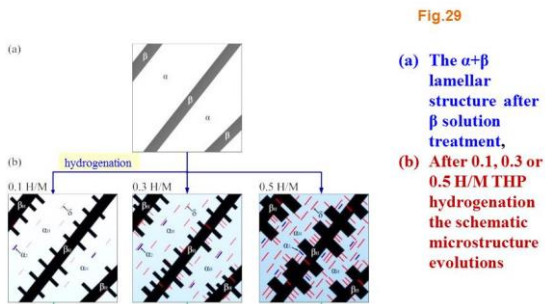 Fig.29
(a)
β
α
β
α
β
(a) The α+β
lamellar
structure after
β solution
treatment,
(b) After 0.1, 0.3 or
0.5 H/M THP
hydrogenation
the schematic
microstructure
evolutions
(b)
hydrogenation
0.1 H/M
0.3 H/M
0.5 H/M